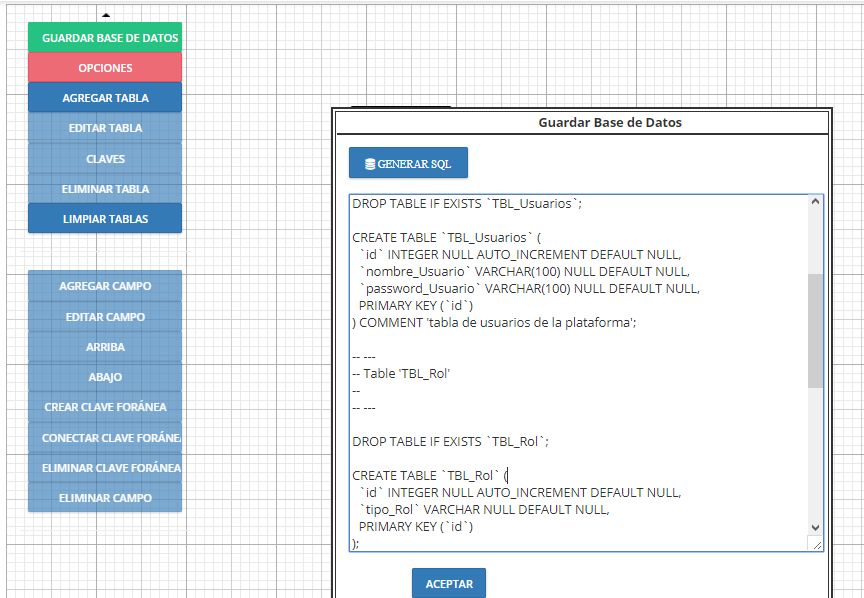 GUARDAR BASE DE DATOS
OPCIONES
AGREGAR TABLA
EDITAR TABLA
CLAVES
ELIMINAR TABLA
LIMPIAR TABLAS
AGREGAR CAMPO
EDITAR CAMPO
ARRIBA
ABAJO
CREAR CLAVE FORÁNEA
CONECTAR CLAVE FORÁNEA
ELIMINAR CLAVE FORÁNEA
ELIMINAR CAMPO
Guardar Base de Datos
GENERAR SQL
DROP TABLE IF EXISTS `TBL_Usuarios`;
CREATE TABLE `TBL_Usuarios` (
`id` INTEGER NULL AUTO_INCREMENT DEFAULT NULL,
`nombre_Usuario` VARCHAR(100) NULL DEFAULT NULL,
`password_Usuario` VARCHAR(100) NULL DEFAULT NULL,
PRIMARY KEY (`id`)
) COMMENT 'tabla de usuarios de la plataforma';
-- ---
-- Table 'TBL_Rol'
--
-- ---
DROP TABLE IF EXISTS `TBL_Rol`;
CREATE TABLE `TBL_Rol` (
`id` INTEGER NULL AUTO_INCREMENT DEFAULT NULL,
`tipo_Rol` VARCHAR NULL DEFAULT NULL,
PRIMARY KEY (`id`)
);
ACEPTAR